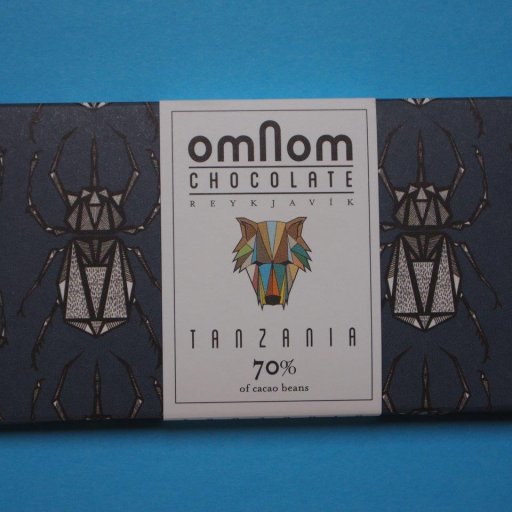 omnom
CHOCOLATE
REYKJAVÍK
TANZANIA
70%
of cacao beans